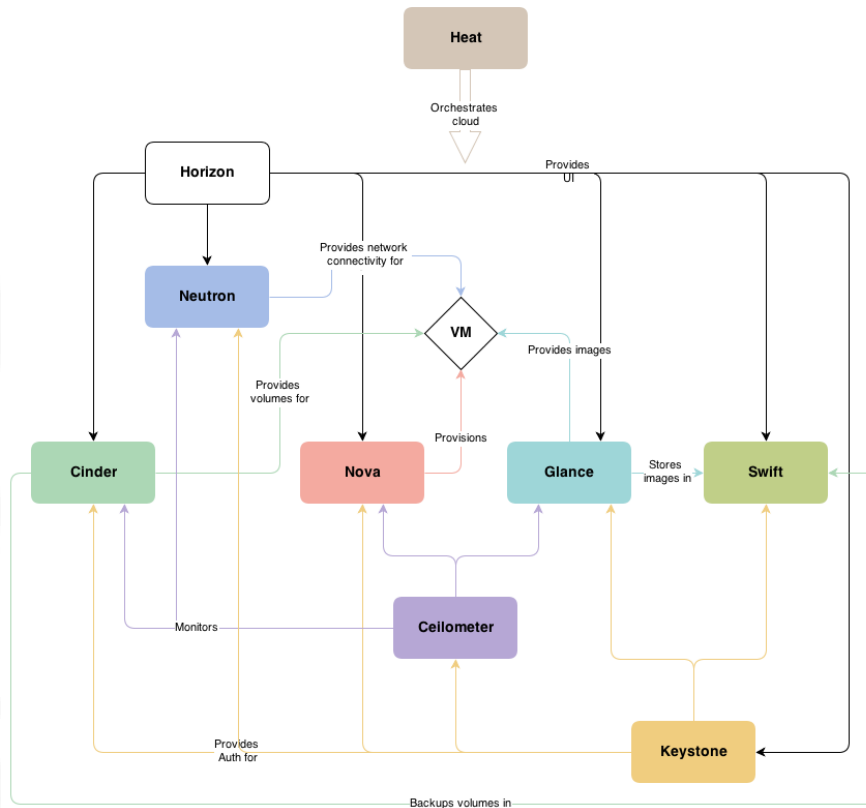 Heat
Orchestrates
cloud
Horizon
Provides
UI
Provides network
connectivity for
Neutron
VM
Provides images
Provides
volumes for
Provisions
Cinder
Nova
Glance
Stores
images in
Swift
Ceilometer
Monitors
Provides
Auth for
Keystone
Backups volumes in